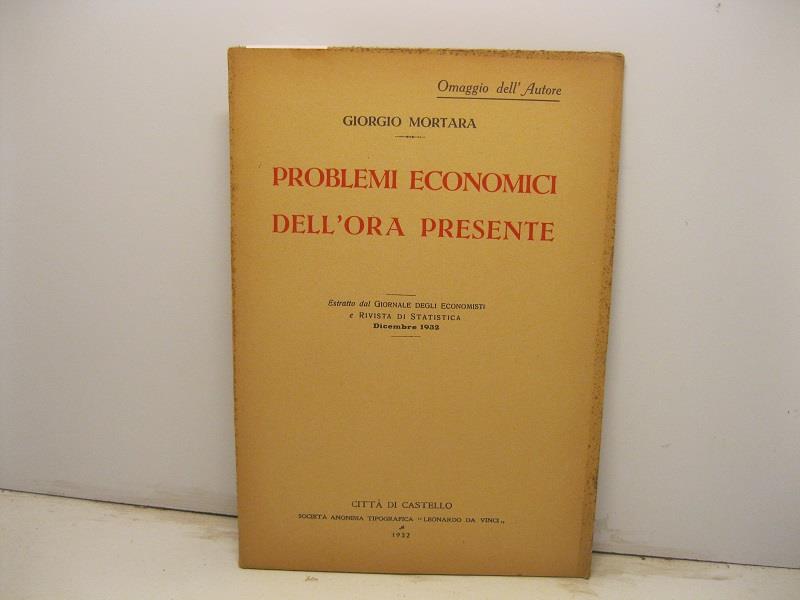 Omaggio dell'Autore
GIORGIO MORTARA
PROBLEMI ECONOMICI
DELL'ORA PRESENTE
Estratto dal GIORNALE DEGLI ECONOMISTI
e RIVISTA DI STATISTICA
Dicembre 1932
CITTÀ DI CASTELLO
SOCIETÀ ANONIMA TIPOGRAFICA "LEONARDO DA VINCI„
1932